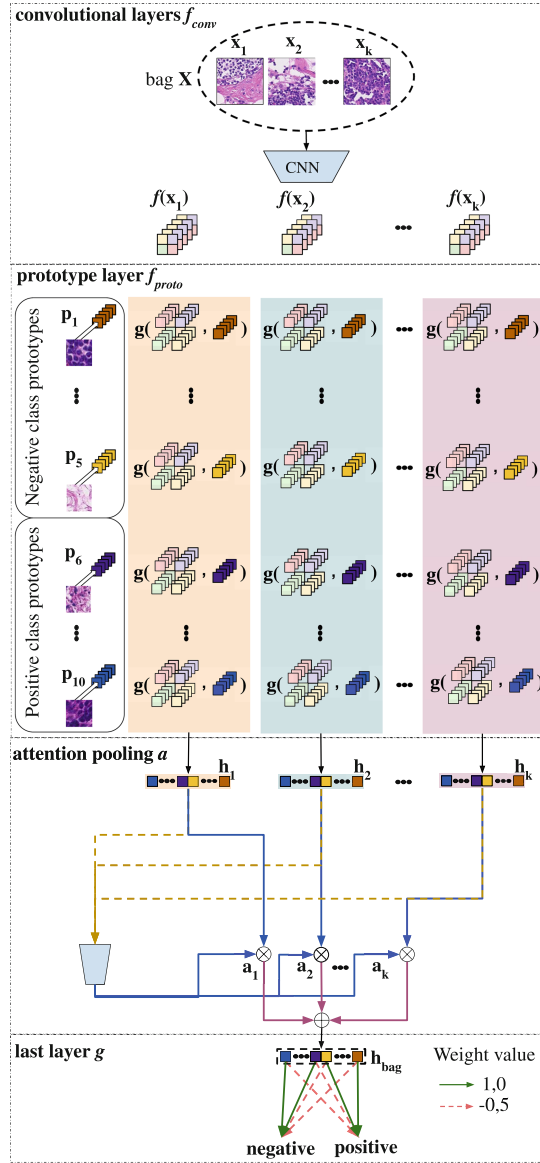 convolutional layers f_conv
x_1 x_2 x_k
bag X
CNN
f(x_1) f(x_2) f(x_k)
prototype layer f_proto
Negative class prototypes
p_1 g( , ) g( , ) g( , )
p_5 g( , ) g( , ) g( , )
Positive class prototypes
p_6 g( , ) g( , ) g( , )
p_10 g( , ) g( , ) g( , )
attention pooling a
h_1 h_2 h_k
a_1 a_2 a_k
last layer g
h_bag
Weight value
1,0
-0,5
negative positive